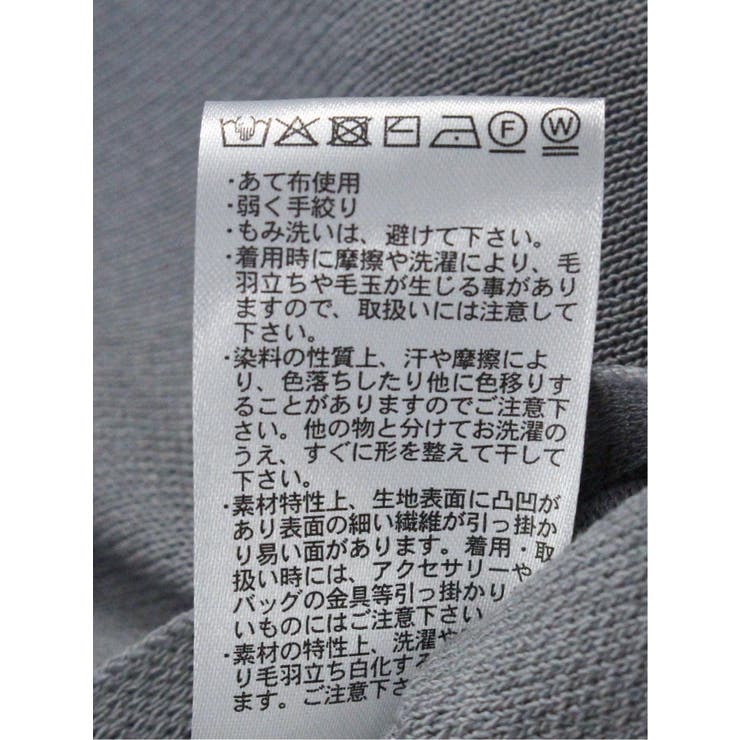 F W
・あて布使用
・弱く手絞り
・もみ洗いは、避けて下さい。
・着用時に摩擦や洗濯により、毛
羽立ちや毛玉が生じる事があり
ますので、取扱いには注意して
下さい。
・染料の性質上、汗や摩擦によ
り、色落ちしたり他に色移りす
ることがありますのでご注意下
さい。他の物と分けてお洗濯の
うえ、すぐに形を整えて干して
下さい。
・素材特性上、生地表面に凸凹が
あり表面の細い繊維が引っ掛か
り易い面があります。着用・取
扱い時には、アクセサリーや
バッグの金具等引っ掛かり
いものにはご注意下さい
・素材の特性上、洗濯や
り毛羽立ち白化する
ます。ご注意下さ